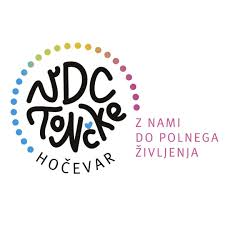 VDC
TONčKe
HOČEVAR
Z NAMI
DO POLNEGA
ŽIVLJENJA